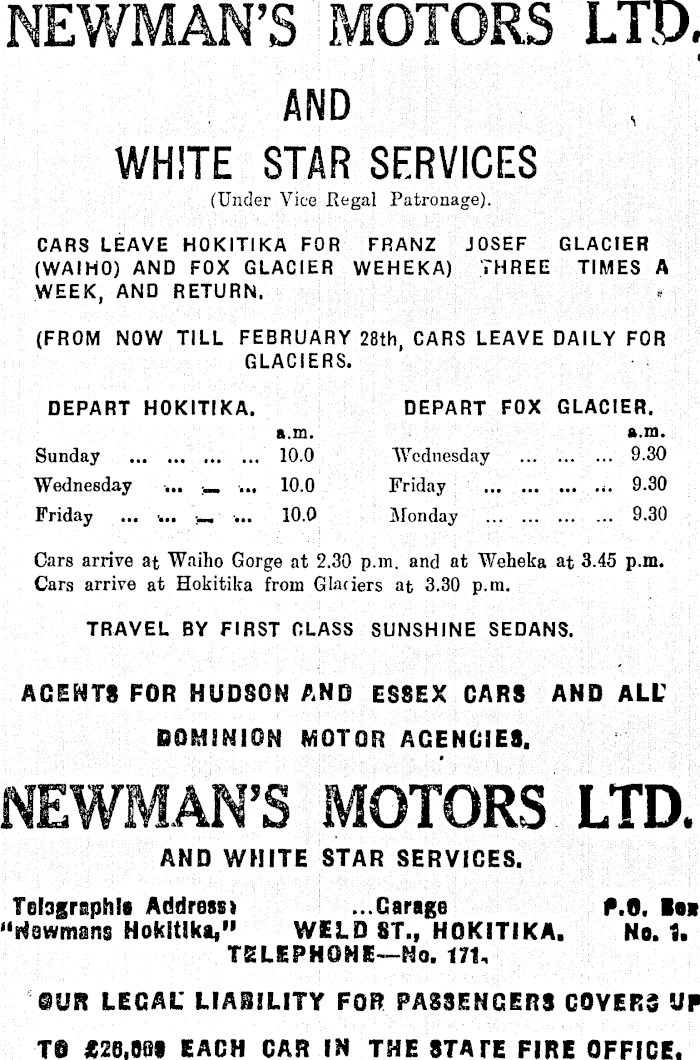 NEWMAN'S MOTORS LTD.
AND
WHITE STAR SERVICES
(Under Vice Regal Patronage).
CARS LEAVE HOKITIKA FOR FRANZ JOSEF GLACIER
(WAIHO) AND FOX GLACIER WEHEKA) THREE TIMES A
WEEK, AND RETURN.
(FROM NOW TILL FEBRUARY 28th, CARS LEAVE DAILY FOR
GLACIERS.
DEPART HOKITIKA.
a.m.
Sunday ... ... ... ... 10.0
Wednesday ... ... ... 10.0
Friday ... ... ... ... 10.0
DEPART FOX GLACIER.
a.m.
Wednesday ... ... ... 9.30
Friday ... ... ... ... 9.30
Monday ... ... ... ... 9.30
Cars arrive at Waiho Gorge at 2.30 p.m. and at Weheka at 3.45 p.m.
Cars arrive at Hokitika from Glaciers at 3.30 p.m.
TRAVEL BY FIRST CLASS SUNSHINE SEDANS.
AGENTS FOR HUDSON AND ESSEX CARS AND ALL
DOMINION MOTOR AGENCIES.
NEWMAN'S MOTORS LTD.
AND WHITE STAR SERVICES.
Telegraphic Address: ...Garage P.O. Box
"Newmans Hokitika," WELD ST., HOKITIKA. No. 1.
TELEPHONE—No. 171.
OUR LEGAL LIABILITY FOR PASSENGERS COVERS UP
TO EACH CAR IN THE STATE FIRE OFFICE.